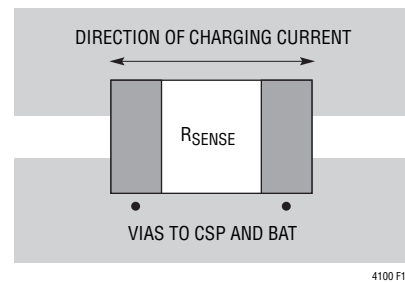 DIRECTION OF CHARGING CURRENT
RSENSE
VIAS TO CSP AND BAT
4100 F1